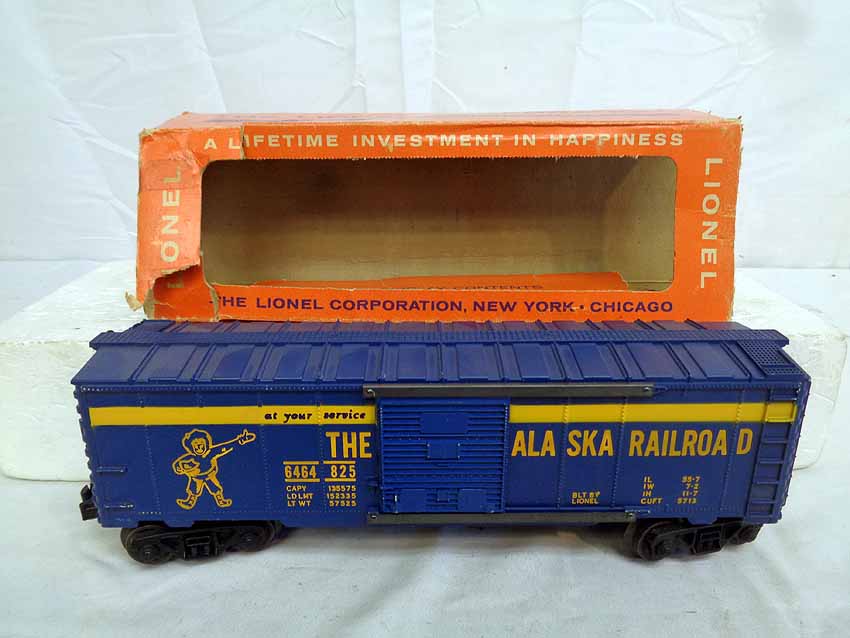 A LIFETIME INVESTMENT IN HAPPINESS
LIONEL
LIONEL
THE LIONEL CORPORATION, NEW YORK · CHICAGO
at your service
THE ALASKA RAILROAD
6464 825
CAPY 135575
LD LMT 152335
LT WT 57525
BLT BY
LIONEL
IL 55-7
IW 7-2
IH 11-7
CUFT 5713